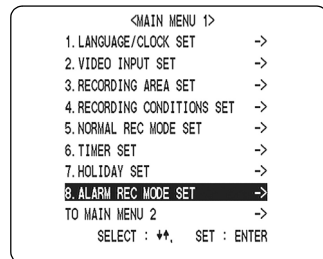 <MAIN MENU 1>
1. LANGUAGE/CLOCK SET ->
2. VIDEO INPUT SET ->
3. RECORDING AREA SET ->
4. RECORDING CONDITIONS SET ->
5. NORMAL REC MODE SET ->
6. TIMER SET ->
7. HOLIDAY SET ->
8. ALARM REC MODE SET ->
TO MAIN MENU 2 ->
SELECT : ↓↑, SET : ENTER